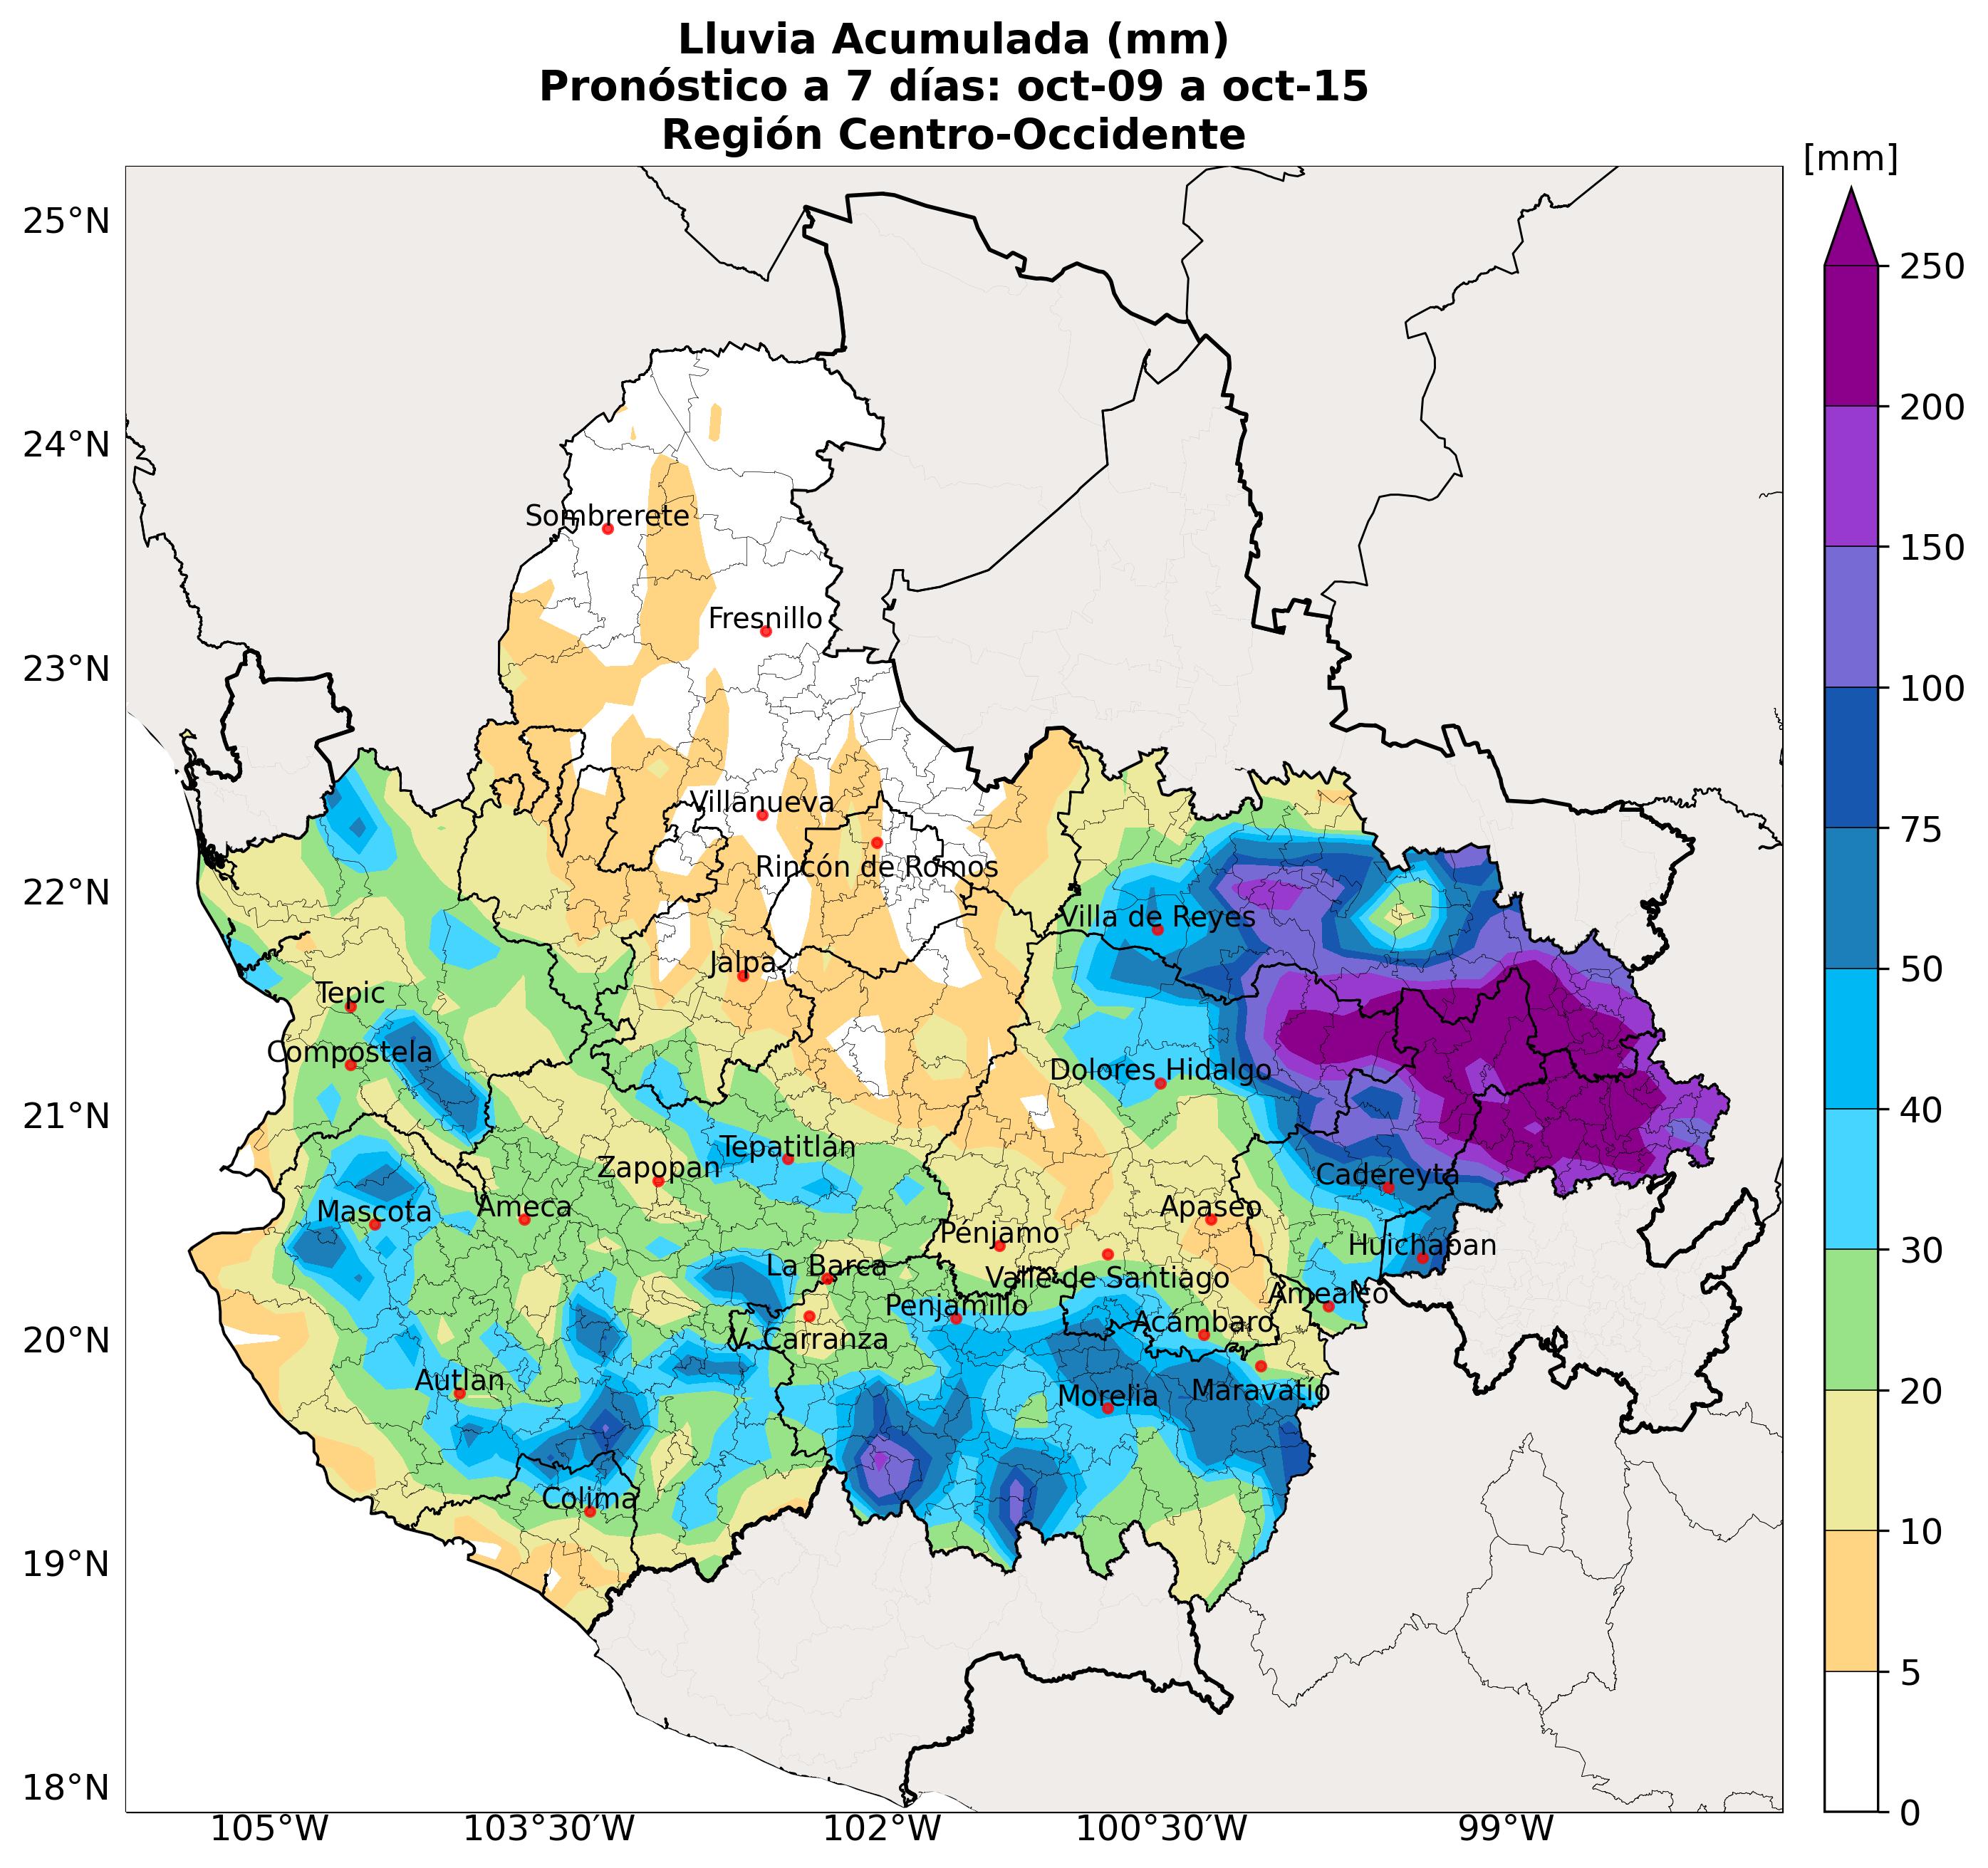 Lluvia Acumulada (mm)
Pronóstico a 7 días: oct-09 a oct-15
Región Centro-Occidente
[mm]
25°N
24°N
23°N
22°N
21°N
20°N
19°N
18°N
250
200
150
100
75
50
40
30
20
10
5
0
Sombrerete
Fresnillo
Villanueva
Rincón de Romos
Villa de Reyes
Jalpa
Tepic
Compostela
Dolores Hidalgo
Tepatitlán
Zapopan
Cadereyta
Mascota
Ameca
Apaseo
Pénjamo
Huichapan
La Barca
Valle de Santiago
Amealco
Penjamillo
Acámbaro
V. Carranza
Autlan
Morelia
Maravatío
Colima
105°W
103°30'W
102°W
100°30'W
99°W